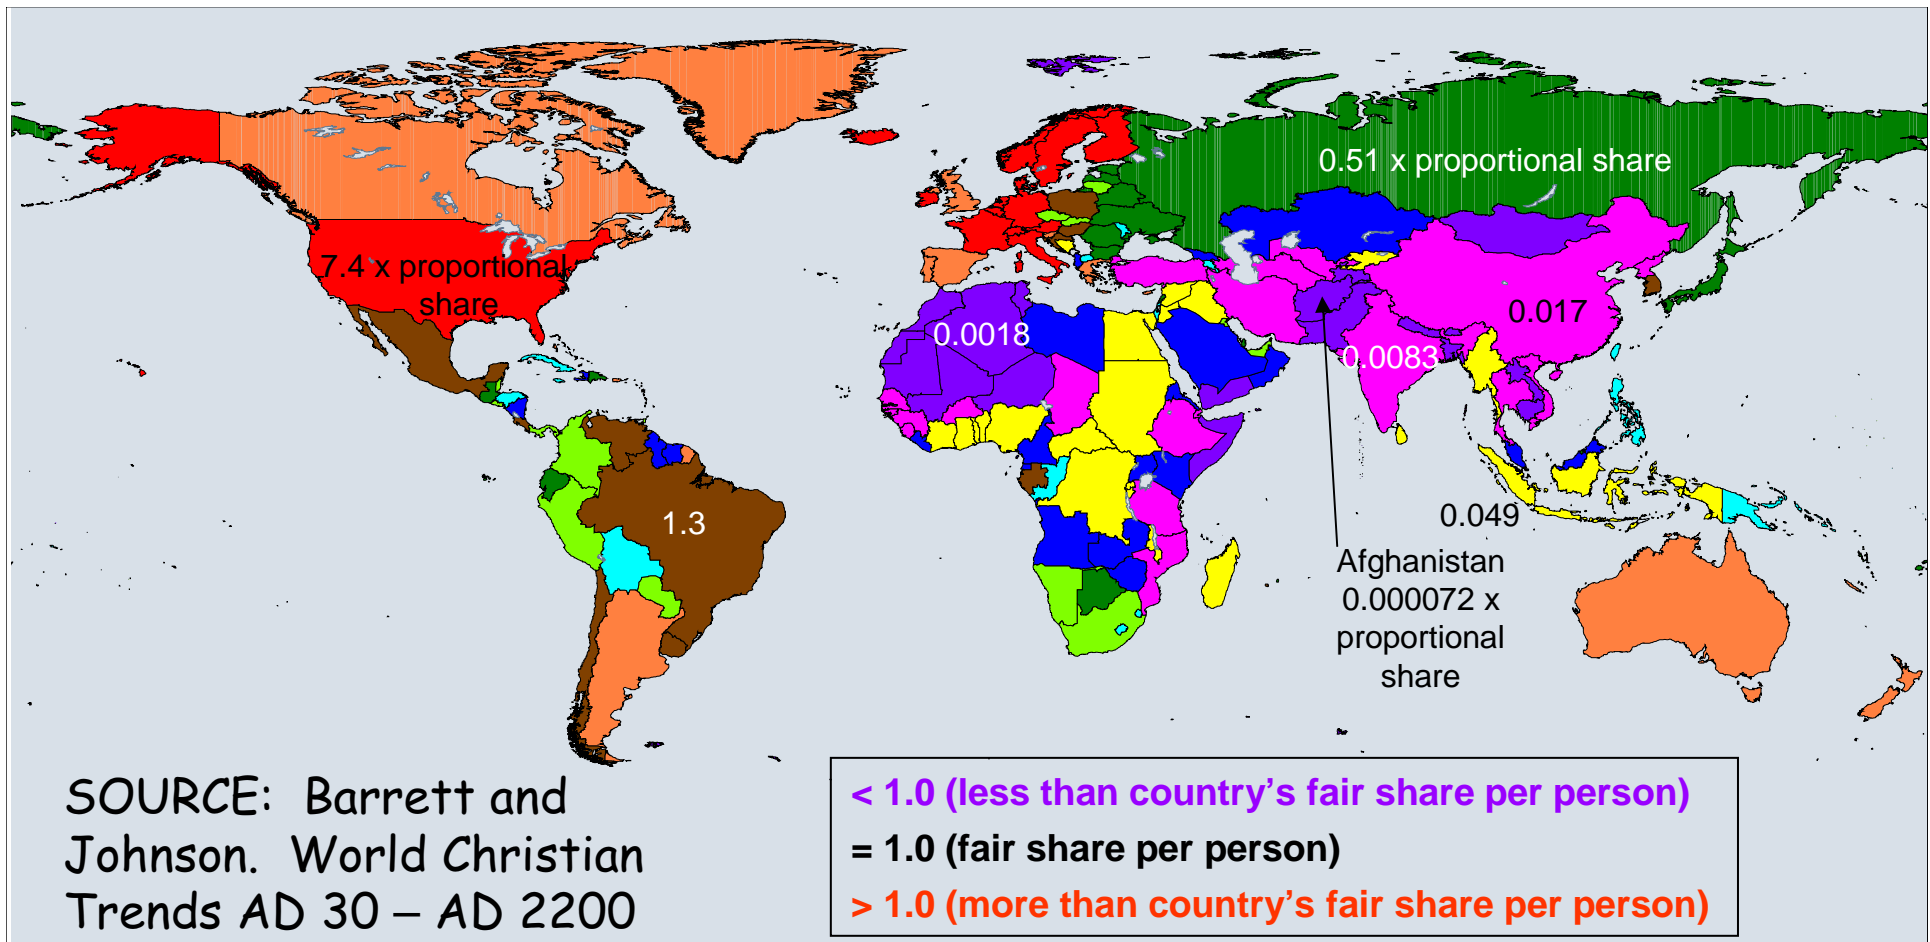 0.51 x proportional share
7.4 x proportional
share
0.017
0.0018
0.0083
1.3
0.049
Afghanistan
0.000072 x
proportional
share
SOURCE:  Barrett and
Johnson.  World Christian
Trends AD 30 – AD 2200
< 1.0 (less than country’s fair share per person)
= 1.0 (fair share per person)
> 1.0 (more than country’s fair share per person)